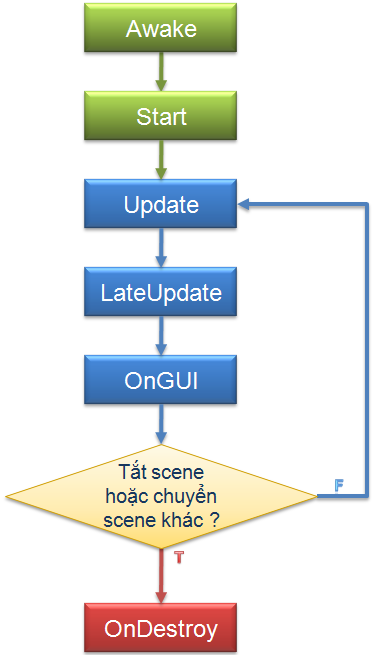 Awake
Start
Update
LateUpdate
OnGUI
Tắt scene
hoặc chuyển
scene khác ?
F
T
OnDestroy